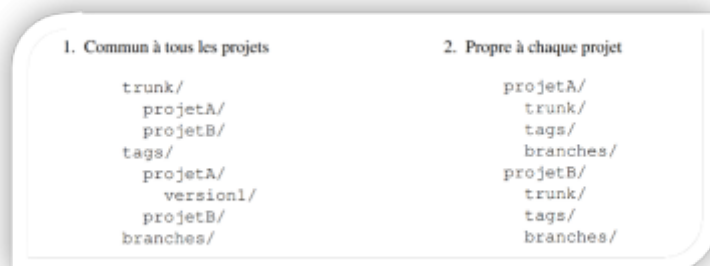 1. Commun à tous les projets
trunk/
projetA/
projetB/
tags/
projetA/
version1/
projetB/
branches/
2. Propre à chaque projet
projetA/
trunk/
tags/
branches/
projetB/
trunk/
tags/
branches/